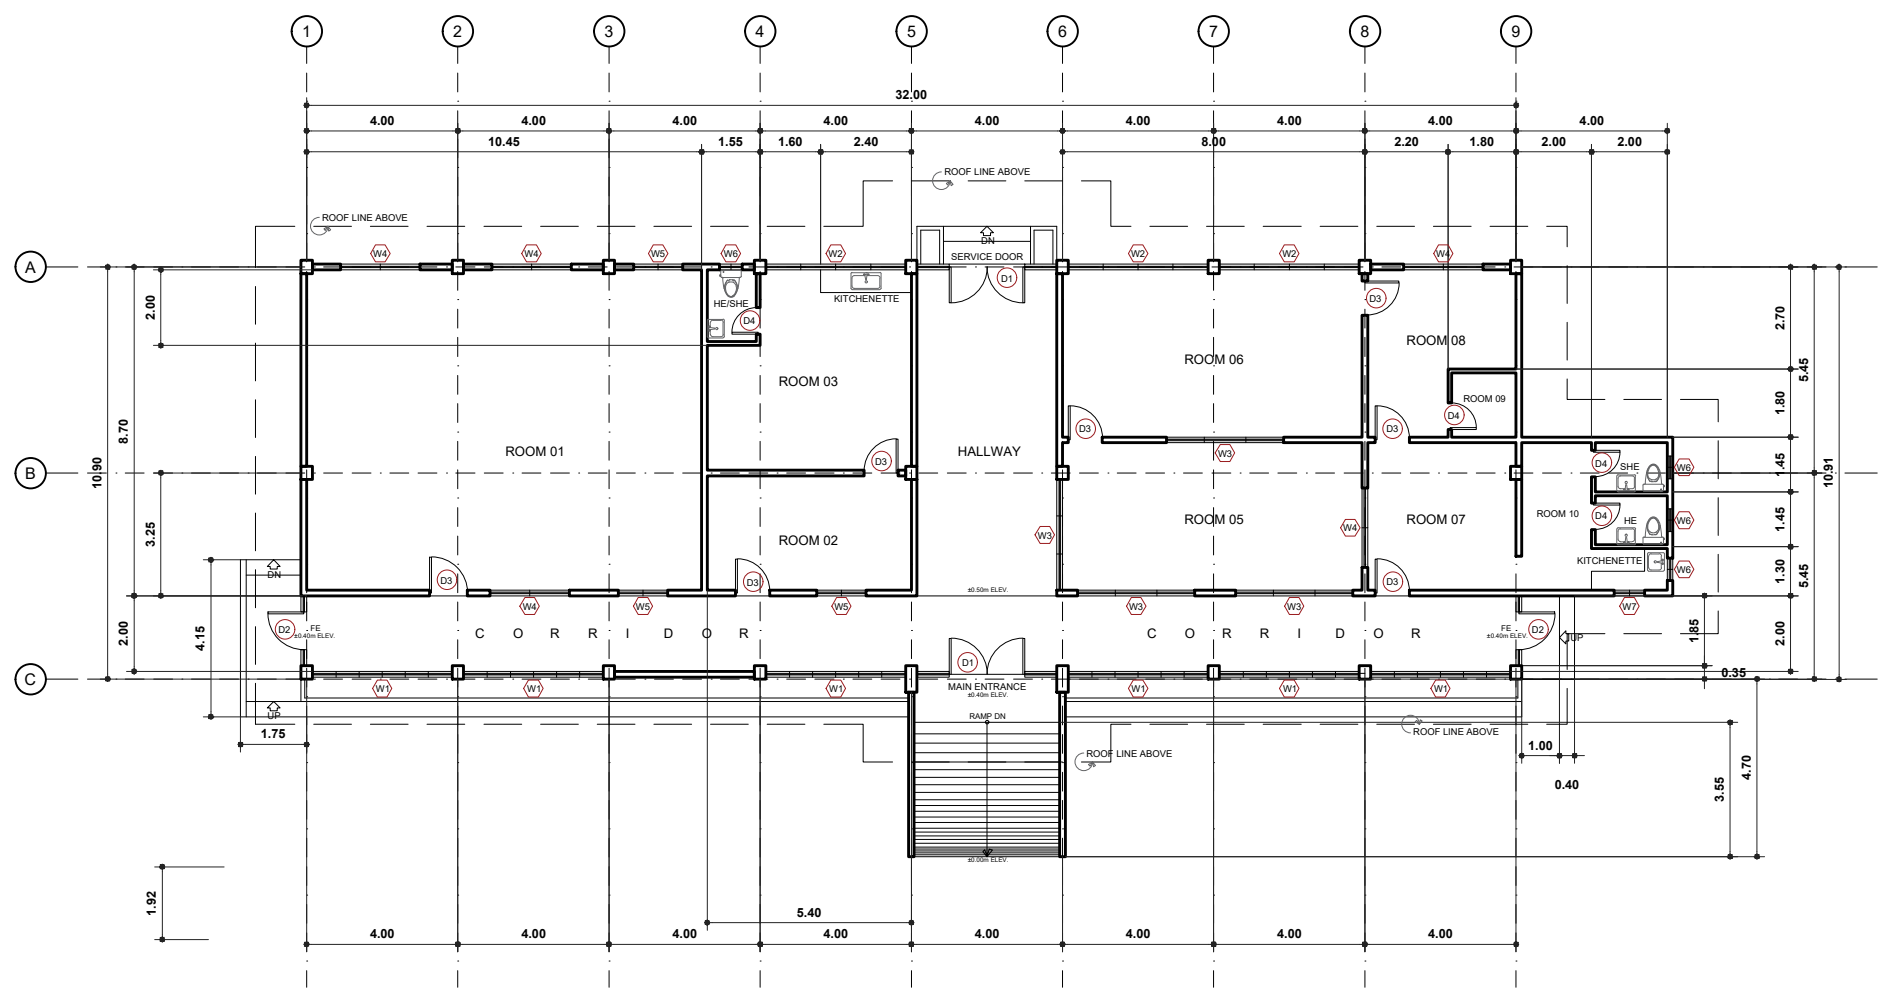 1 2 3 4 5 6 7 8 9
32.00
4.00 4.00 4.00 4.00 4.00 4.00 4.00 4.00 4.00
10.45 1.55 1.60 2.40 8.00 2.20 1.80 2.00 2.00
ROOF LINE ABOVE
ROOF LINE ABOVE
DN
W4 W4 W5 W6 W2 SERVICE DOOR W2 W2 W4
A
D1
HE/SHE
KITCHENETTE
D3
2.00
D4
2.70
ROOM 08
ROOM 06
5.45
ROOM 03
ROOM 09
1.80
D4
8.70
D3
D3
ROOM 01
HALLWAY
W3
D3
10.90
B
D4
SHE
W6
1.45
10.91
ROOM 05
ROOM 07
ROOM 10
D4
HE
W6
1.45
W4
3.25
ROOM 02
W3
KITCHENETTE
W6
1.30
5.45
DN
D3
D3
D3
±0.50m ELEV.
W4 W5 W5 W3 W3 W7
D2
FE
±0.40m ELEV.
CORRIDOR
CORRIDOR
FE
±0.40m ELEV.
D2
UP
2.00
4.15
1.85
2.00
D1
C
0.35
W1 W1 W1 W1 W1 W1
MAIN ENTRANCE
±0.40m ELEV.
UP
RAMP DN
1.75
ROOF LINE ABOVE
ROOF LINE ABOVE
1.00
0.40
3.55
4.70
±0.00m ELEV.
1.92
5.40
4.00 4.00 4.00 4.00 4.00 4.00 4.00 4.00